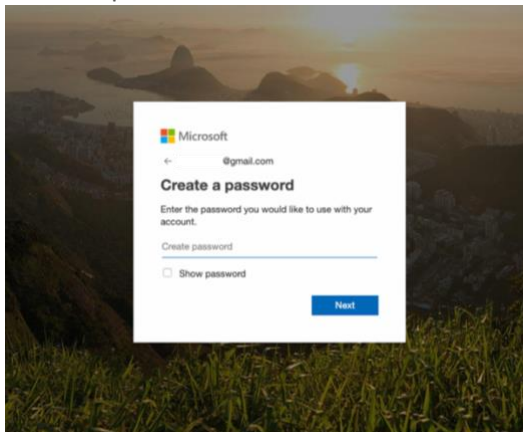 Microsoft
← @gmail.com
Create a password
Enter the password you would like to use with your
account.
Create password
Show password
Next